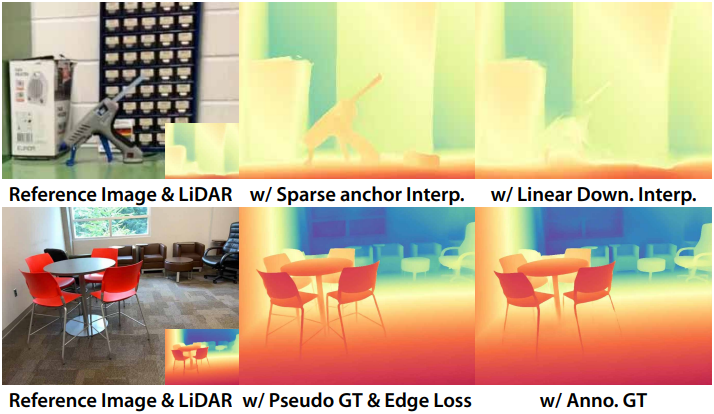 Reference Image & LiDAR w/ Sparse anchor Interp. w/ Linear Down. Interp.
Reference Image & LiDAR w/ Pseudo GT & Edge Loss w/ Anno. GT